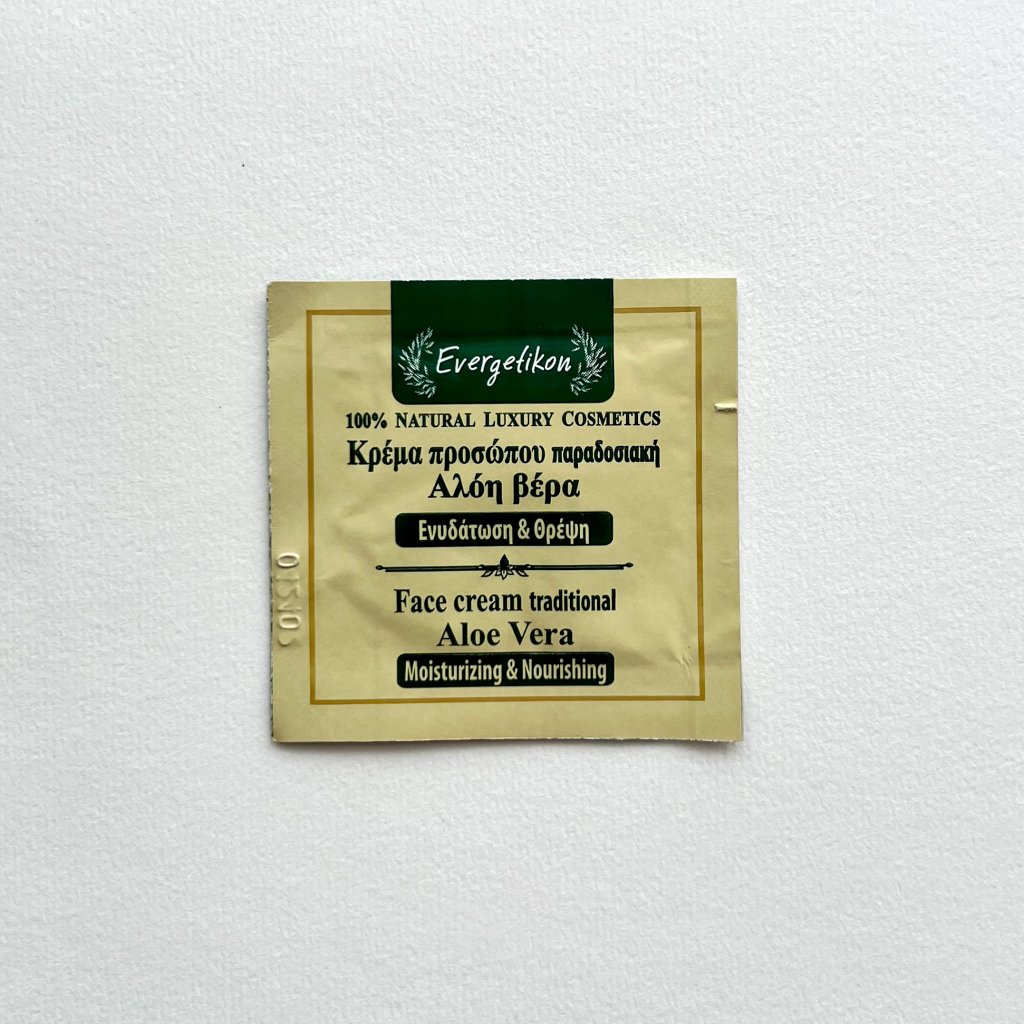 Evergetikon
100% NATURAL LUXURY COSMETICS
Κρέμα προσώπου παραδοσιακή
Αλόη βέρα
Ενυδάτωση & Θρέψη
Face cream traditional
Aloe Vera
Moisturizing & Nourishing